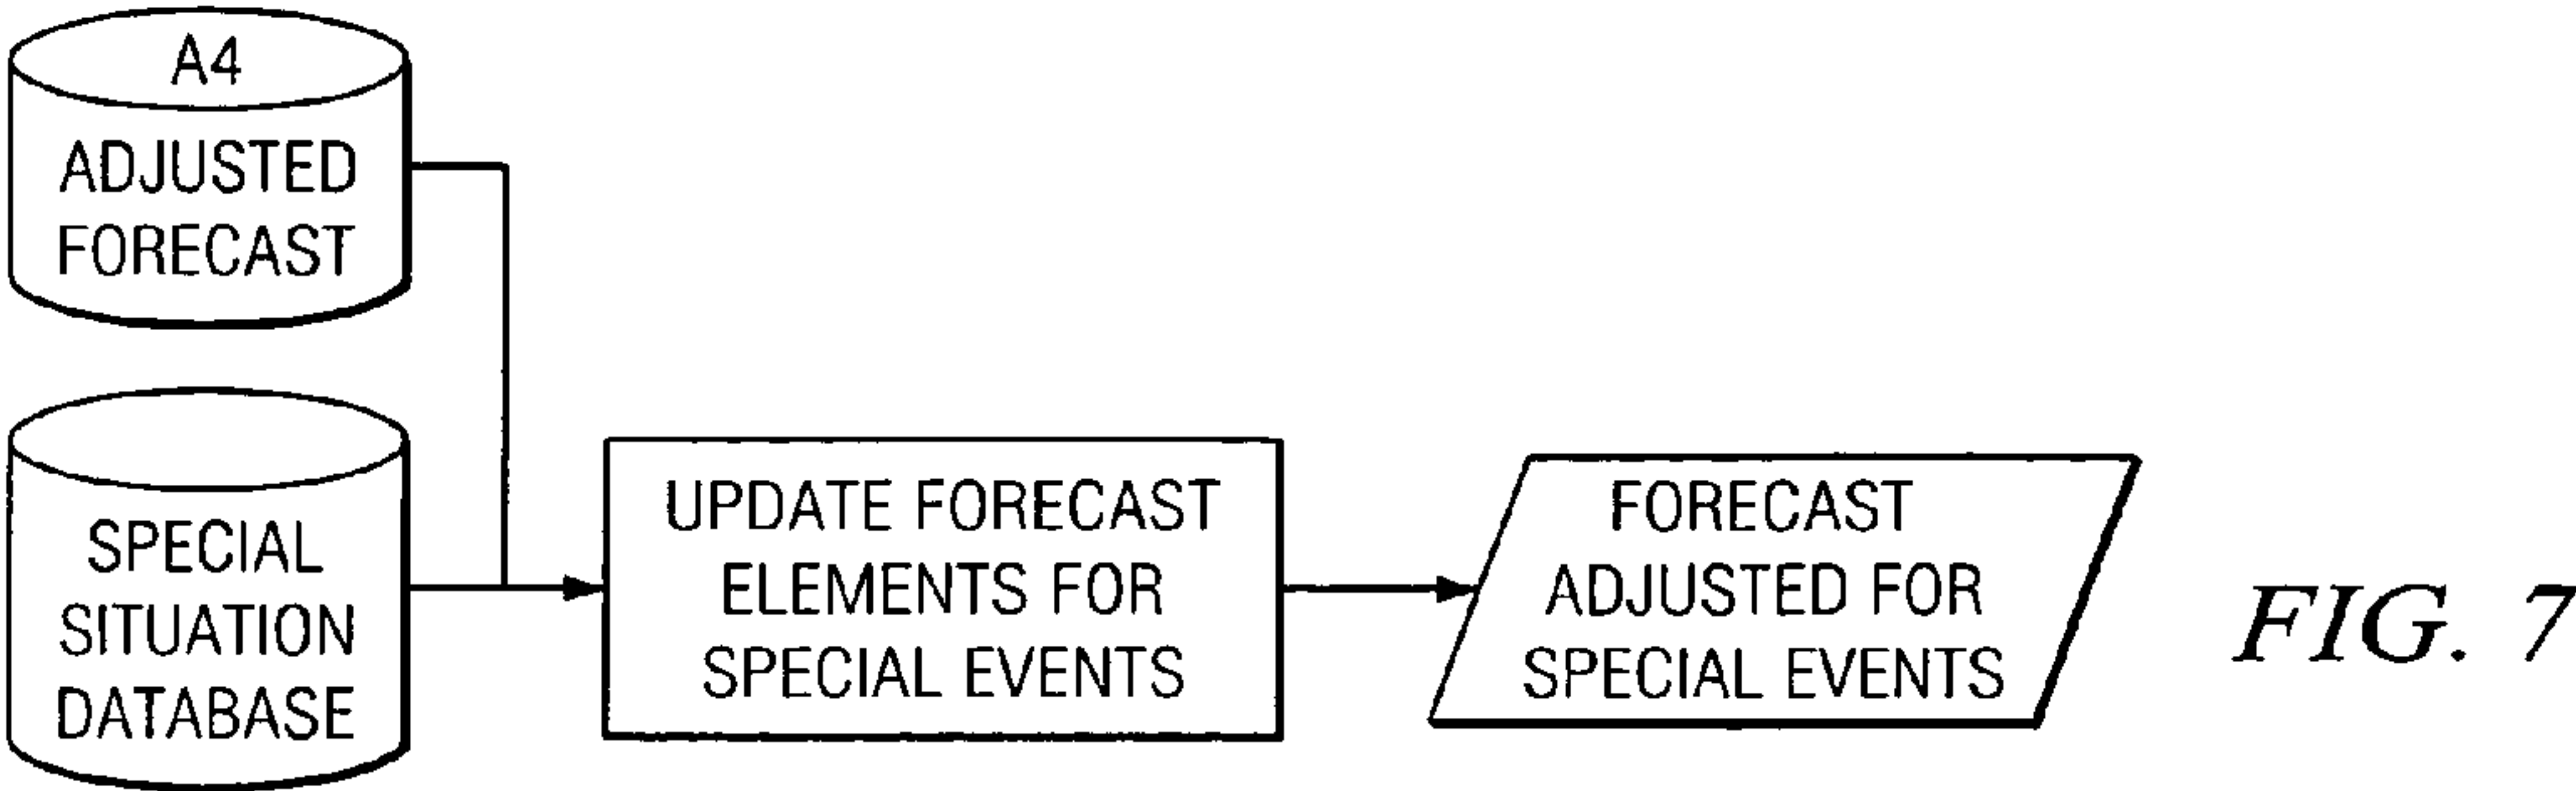 A4
ADJUSTED
FORECAST
SPECIAL
SITUATION
DATABASE
UPDATE FORECAST
ELEMENTS FOR
SPECIAL EVENTS
FORECAST
ADJUSTED FOR
SPECIAL EVENTS
FIG. 7